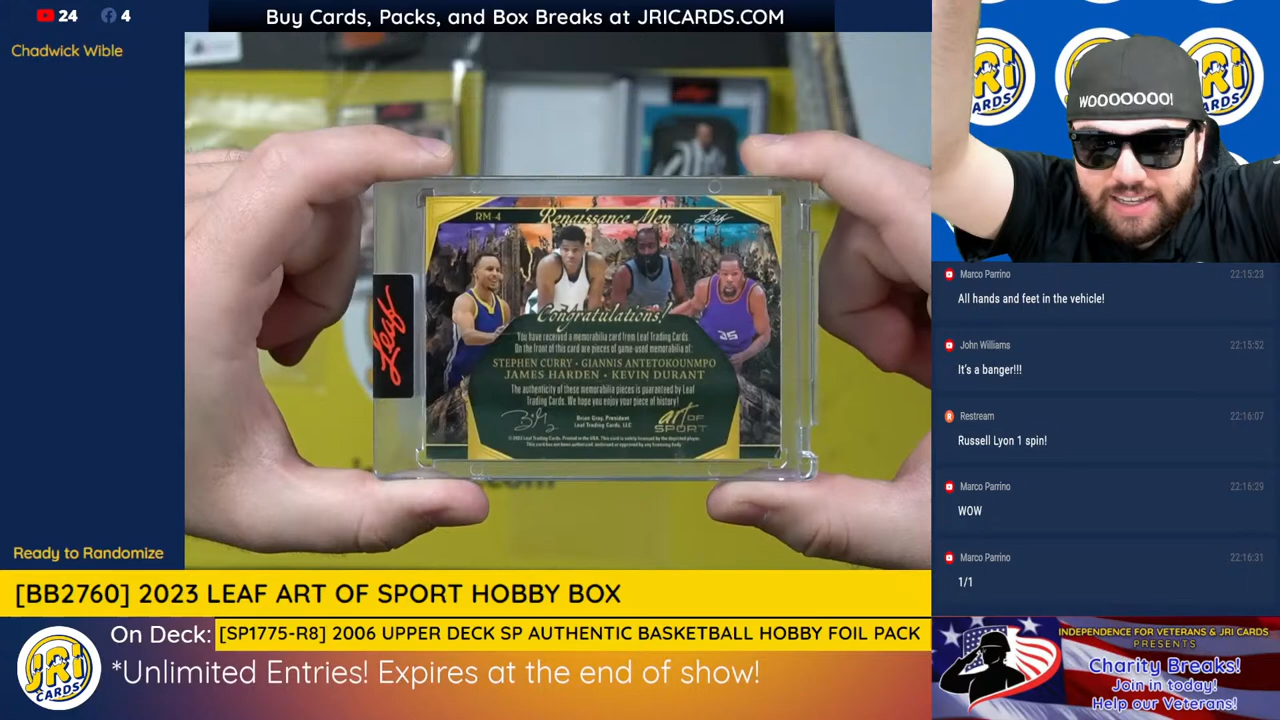 24
4
Buy Cards, Packs, and Box Breaks at JRICARDS.COM
Chadwick Wible
RM-4
Renaissance Men
Leaf
Congratulations!
You have received a memorabilia card from Leaf Trading Cards.
On the front of this card are pieces of game-used memorabilia of:
STEPHEN CURRY • GIANNIS ANTETOKOUNMPO
JAMES HARDEN • KEVIN DURANT
The authenticity of these memorabilia pieces is guaranteed by Leaf
Trading Cards. We hope you enjoy your piece of history!
Brian Gray, President
Leaf Trading Cards, LLC
art OF
SPORT
Leaf
35
WOOOOOOO!
JRI
CARDS
JRI
CARDS
Marco Parrino 22:15:23
All hands and feet in the vehicle!
John Williams 22:15:52
It's a banger!!!
Restream 22:16:07
Russell Lyon 1 spin!
Marco Parrino 22:16:29
WOW
Marco Parrino 22:16:31
1/1
Ready to Randomize
[BB2760] 2023 LEAF ART OF SPORT HOBBY BOX
On Deck: [SP1775-R8] 2006 UPPER DECK SP AUTHENTIC BASKETBALL HOBBY FOIL PACK
*Unlimited Entries! Expires at the end of show!
JRI
CARDS
INDEPENDENCE FOR VETERANS & JRI CARDS
PRESENTS
Charity Breaks!
Join in today!
Help our Veterans!